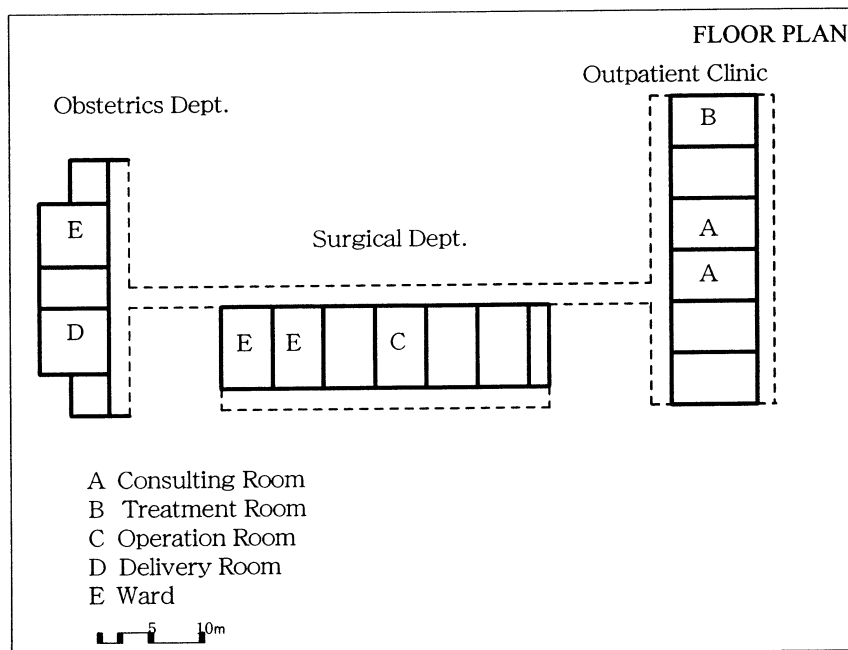 FLOOR PLAN
Outpatient Clinic
Obstetrics Dept.
B
E
Surgical Dept.
A
A
D
E E C
A Consulting Room
B Treatment Room
C Operation Room
D Delivery Room
E Ward
5 10m